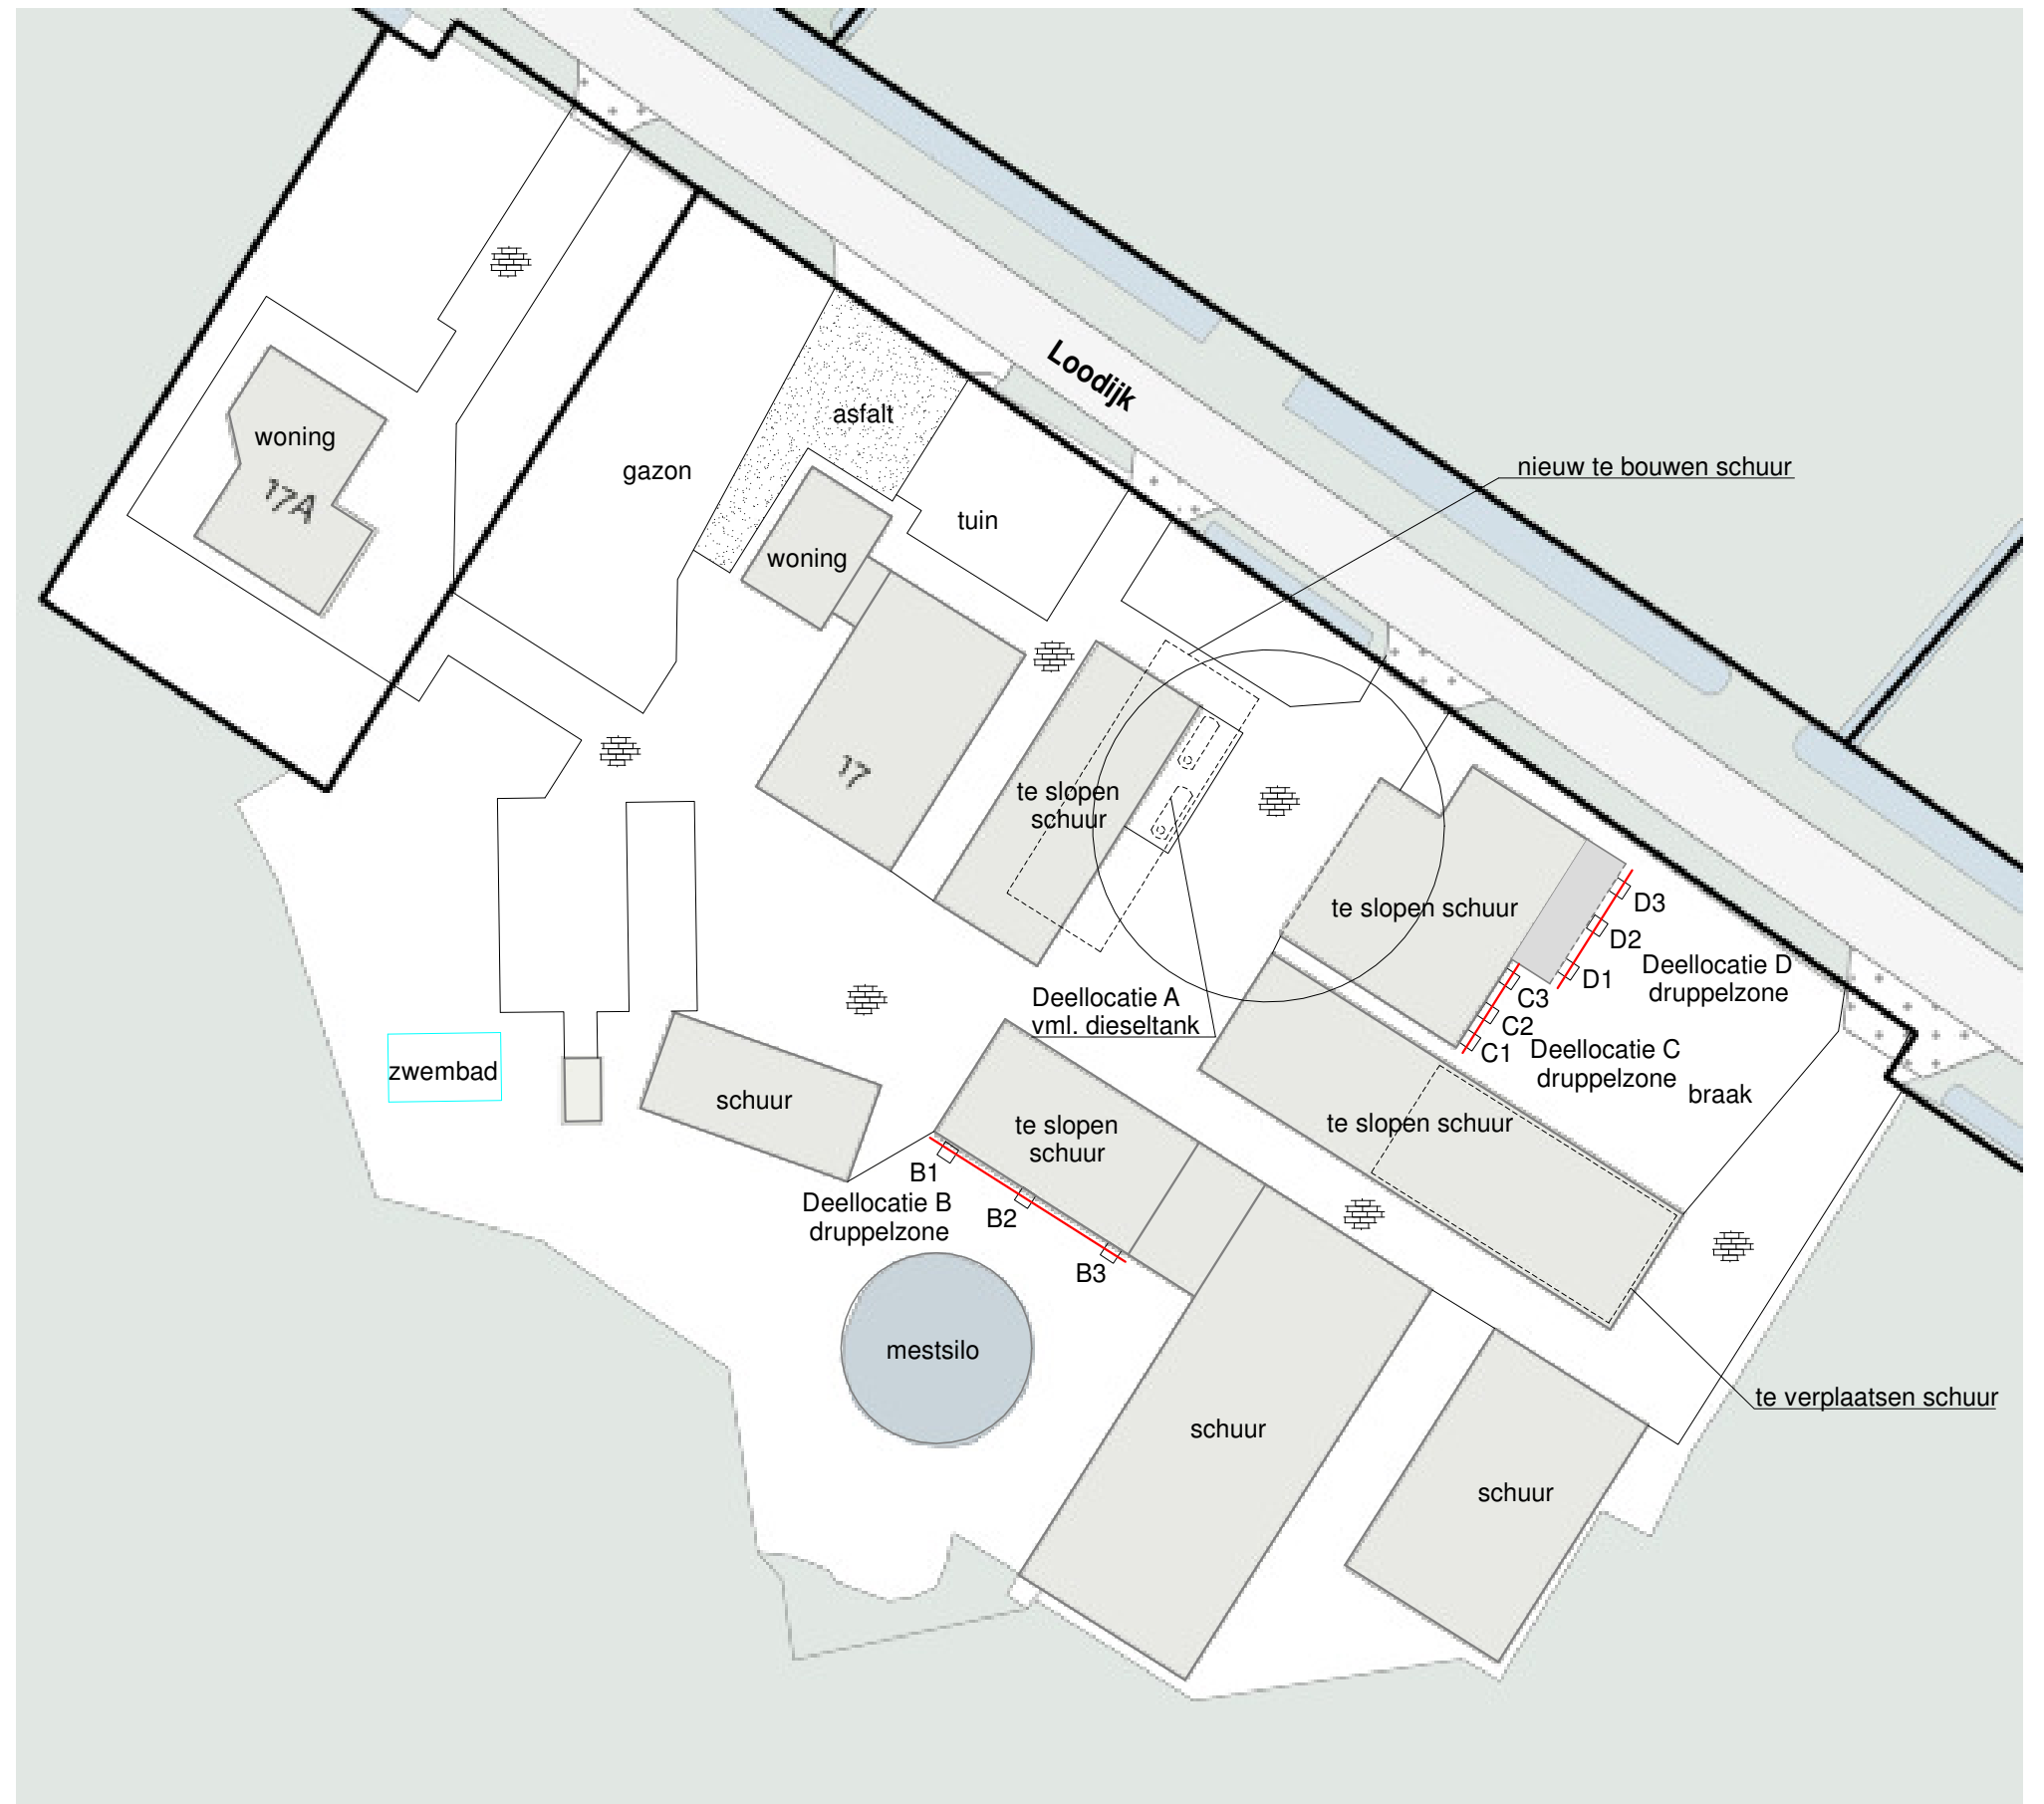 Loodijk
asfalt
woning
17A
gazon
nieuw te bouwen schuur
tuin
woning
17
te slopen
schuur
te slopen schuur
D3
D2
D1
Deellocatie D
druppelzone
Deellocatie A
vml. dieseltank
C3
C2
C1
Deellocatie C
druppelzone
braak
zwembad
schuur
te slopen
schuur
te slopen schuur
B1
Deellocatie B
druppelzone
B2
B3
mestsilo
te verplaatsen schuur
schuur
schuur